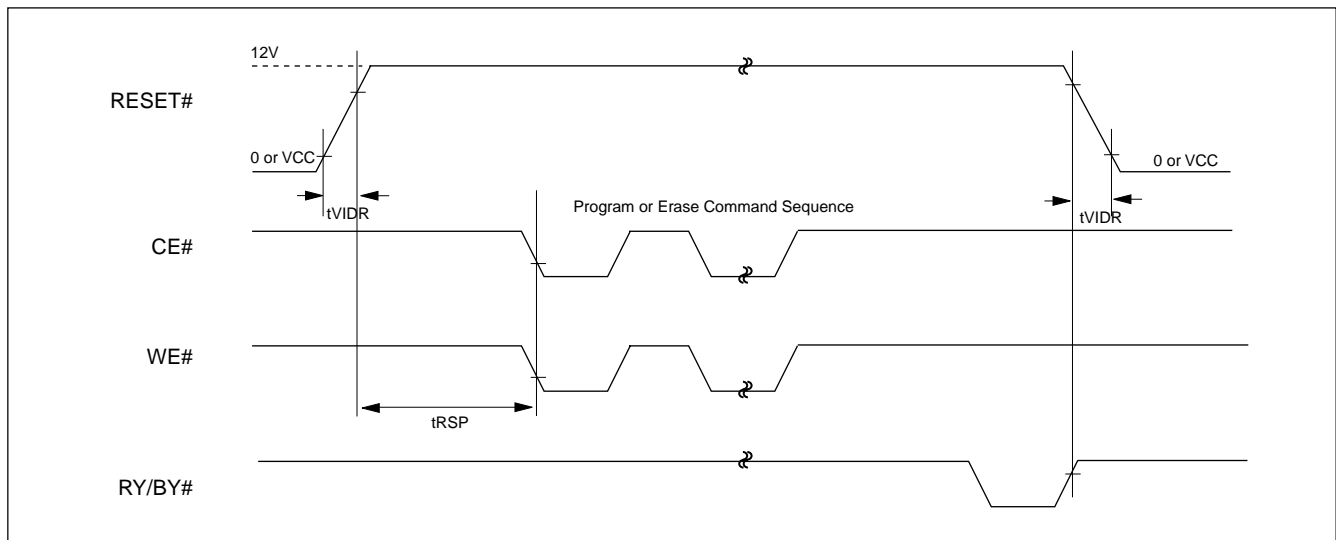 12V
RESET#
0 or VCC
0 or VCC
tVIDR
Program or Erase Command Sequence
tVIDR
CE#
WE#
tRSP
RY/BY#